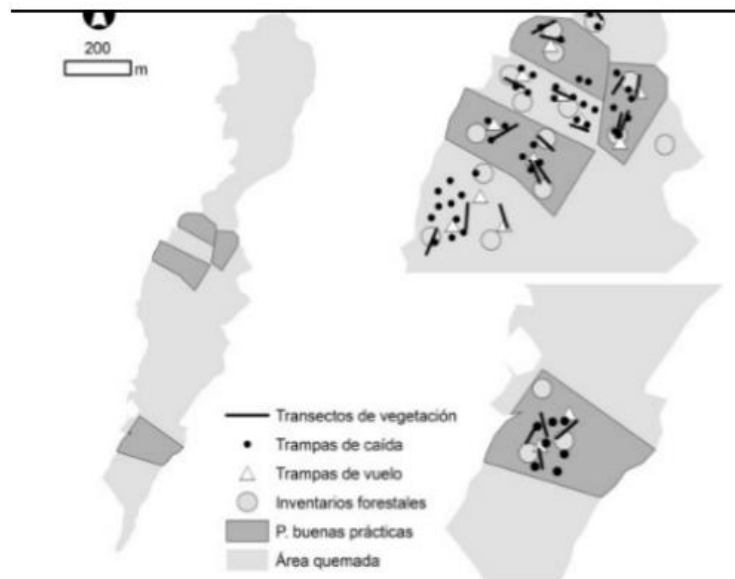 200
m
Transectos de vegetación
Trampas de caída
Trampas de vuelo
Inventarios forestales
P. buenas prácticas
Área quemada